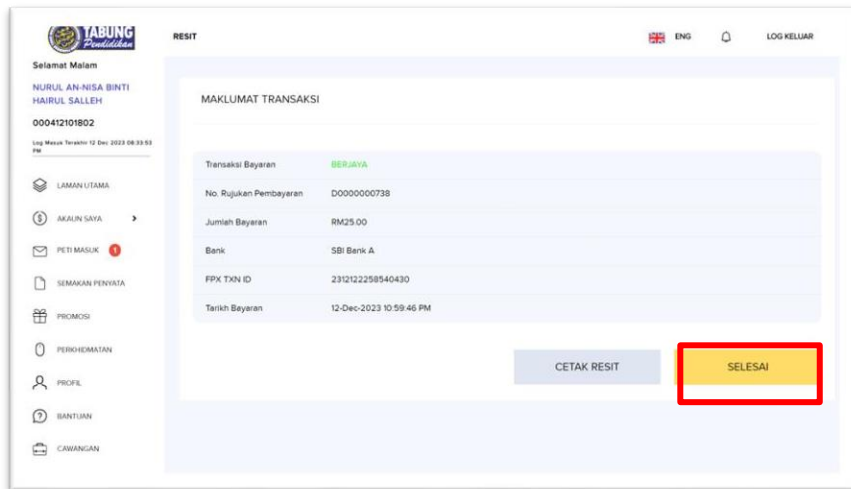 TABUNG
Pendidikan
RESIT
ENG
LOG KELUAR
Selamat Malam
NURUL AN-NISA BINTI
HAIRUL SALLEH
000412101802
Log Masuk Terakhir 12 Dec 2023 08:33:53
PM
LAMAN UTAMA
AKAUN SAYA
PETI MASUK 1
SEMAKAN PENYATA
PROMOSI
PERKHIDMATAN
PROFIL
BANTUAN
CAWANGAN
MAKLUMAT TRANSAKSI
Transaksi Bayaran BERJAYA
No. Rujukan Pembayaran D0000000738
Jumlah Bayaran RM25.00
Bank SBI Bank A
FPX TXN ID 2312122258540430
Tarikh Bayaran 12-Dec-2023 10:59:46 PM
CETAK RESIT
SELESAI